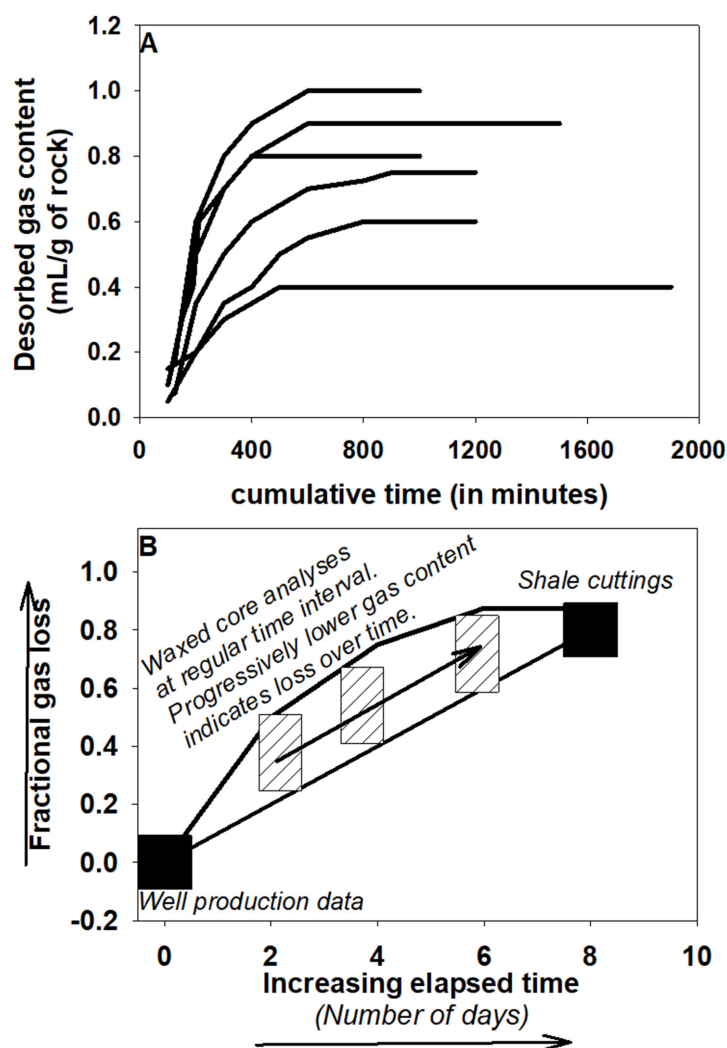 A
1.2
1.0
0.8
0.6
0.4
0.2
0.0
Desorbed gas content
(mL/g of rock)
0 400 800 1200 1600 2000
cumulative time (in minutes)
B
1.0
0.8
0.6
0.4
0.2
0.0
-0.2
Fractional gas loss
Waxed core analyses
at regular time interval.
Progressively lower gas content
indicates loss over time.
Shale cuttings
Well production data
0 2 4 6 8 10
Increasing elapsed time
(Number of days)